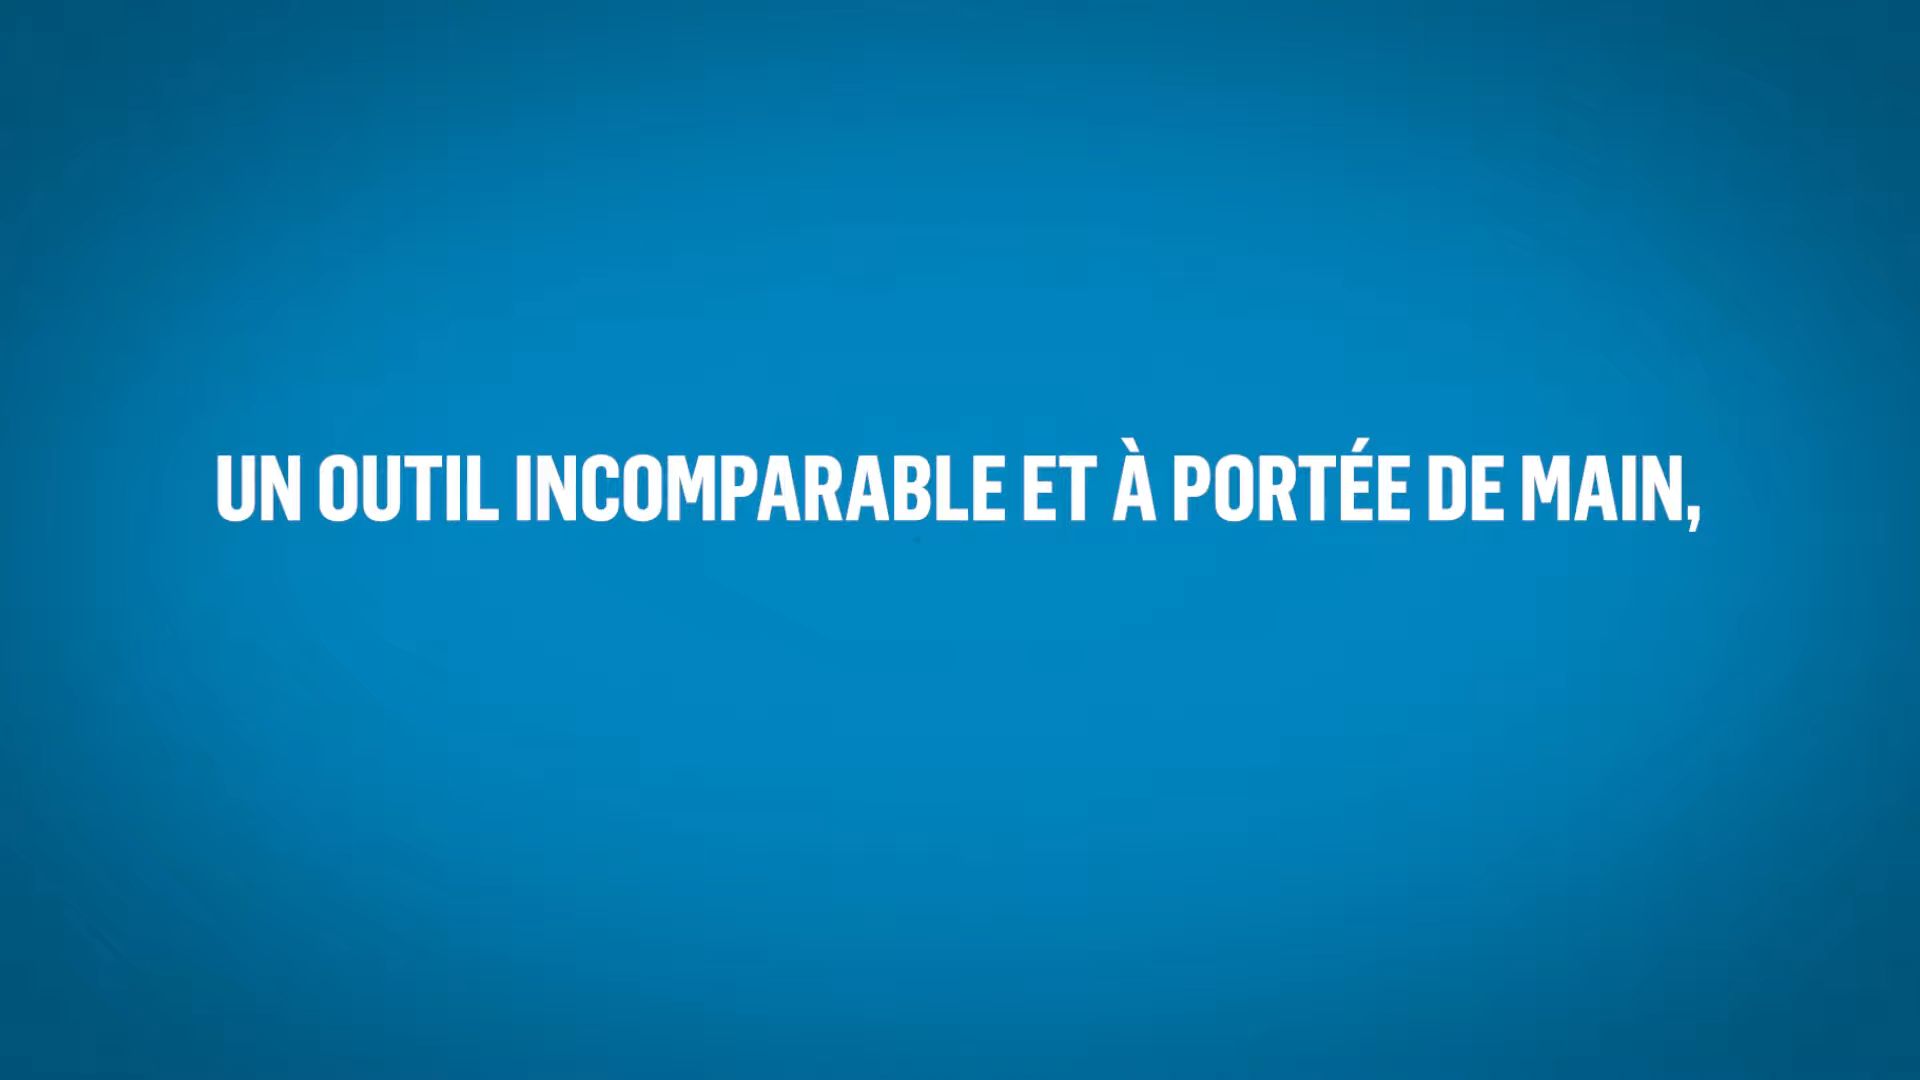 UN OUTIL INCOMPARABLE ET À PORTÉE DE MAIN,